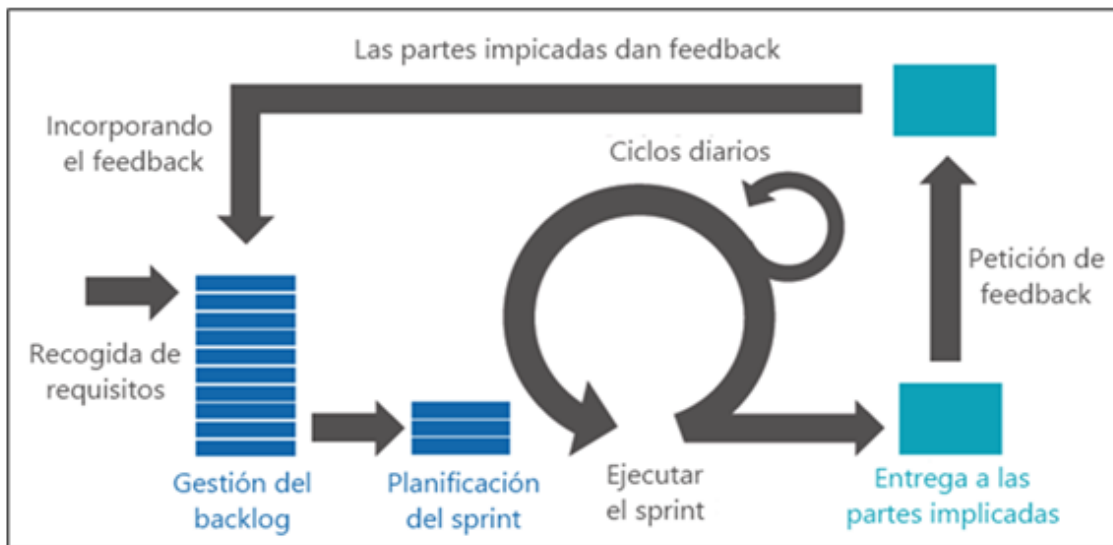 Las partes impicadas dan feedback
Incorporando
el feedback
Ciclos diarios
Petición de
feedback
Recogida de
requisitos
Gestión del
backlog
Planificación
del sprint
Ejecutar
el sprint
Entrega a las
partes implicadas